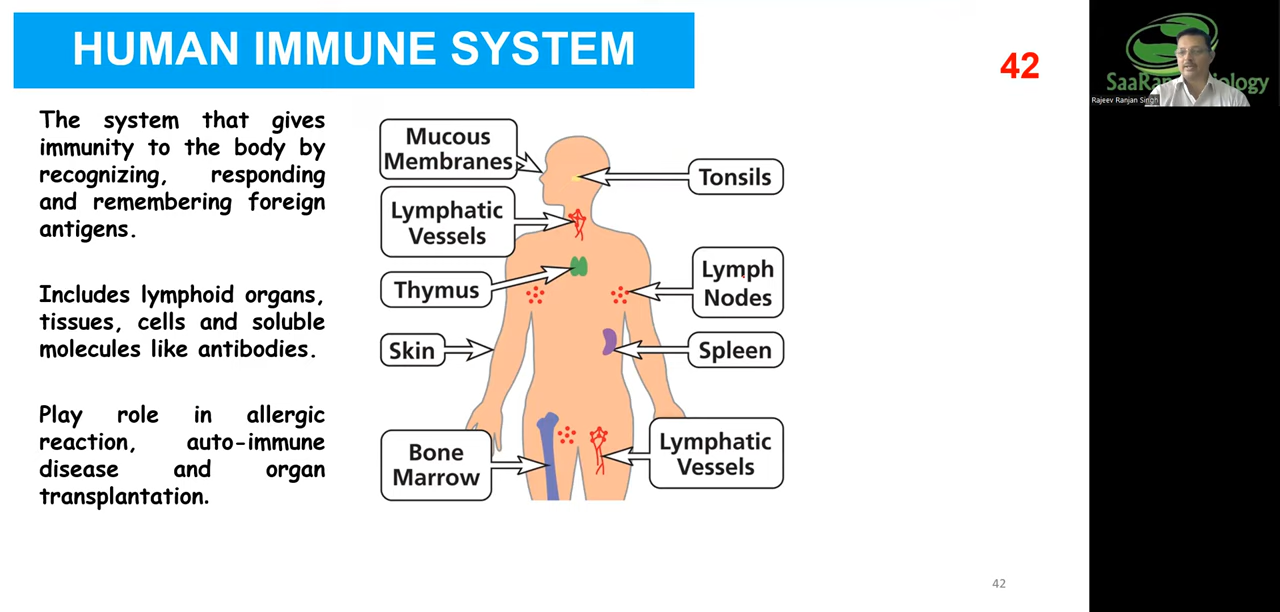 HUMAN IMMUNE SYSTEM
42
The system that gives
immunity to the body by
recognizing, responding
and remembering foreign
antigens.
Includes lymphoid organs,
tissues, cells and soluble
molecules like antibodies.
Play role in allergic
reaction, auto-immune
disease and organ
transplantation.
Mucous
Membranes
Lymphatic
Vessels
Thymus
Skin
Bone
Marrow
Tonsils
Lymph
Nodes
Spleen
Lymphatic
Vessels
42
Rajeev Ranjan Singh